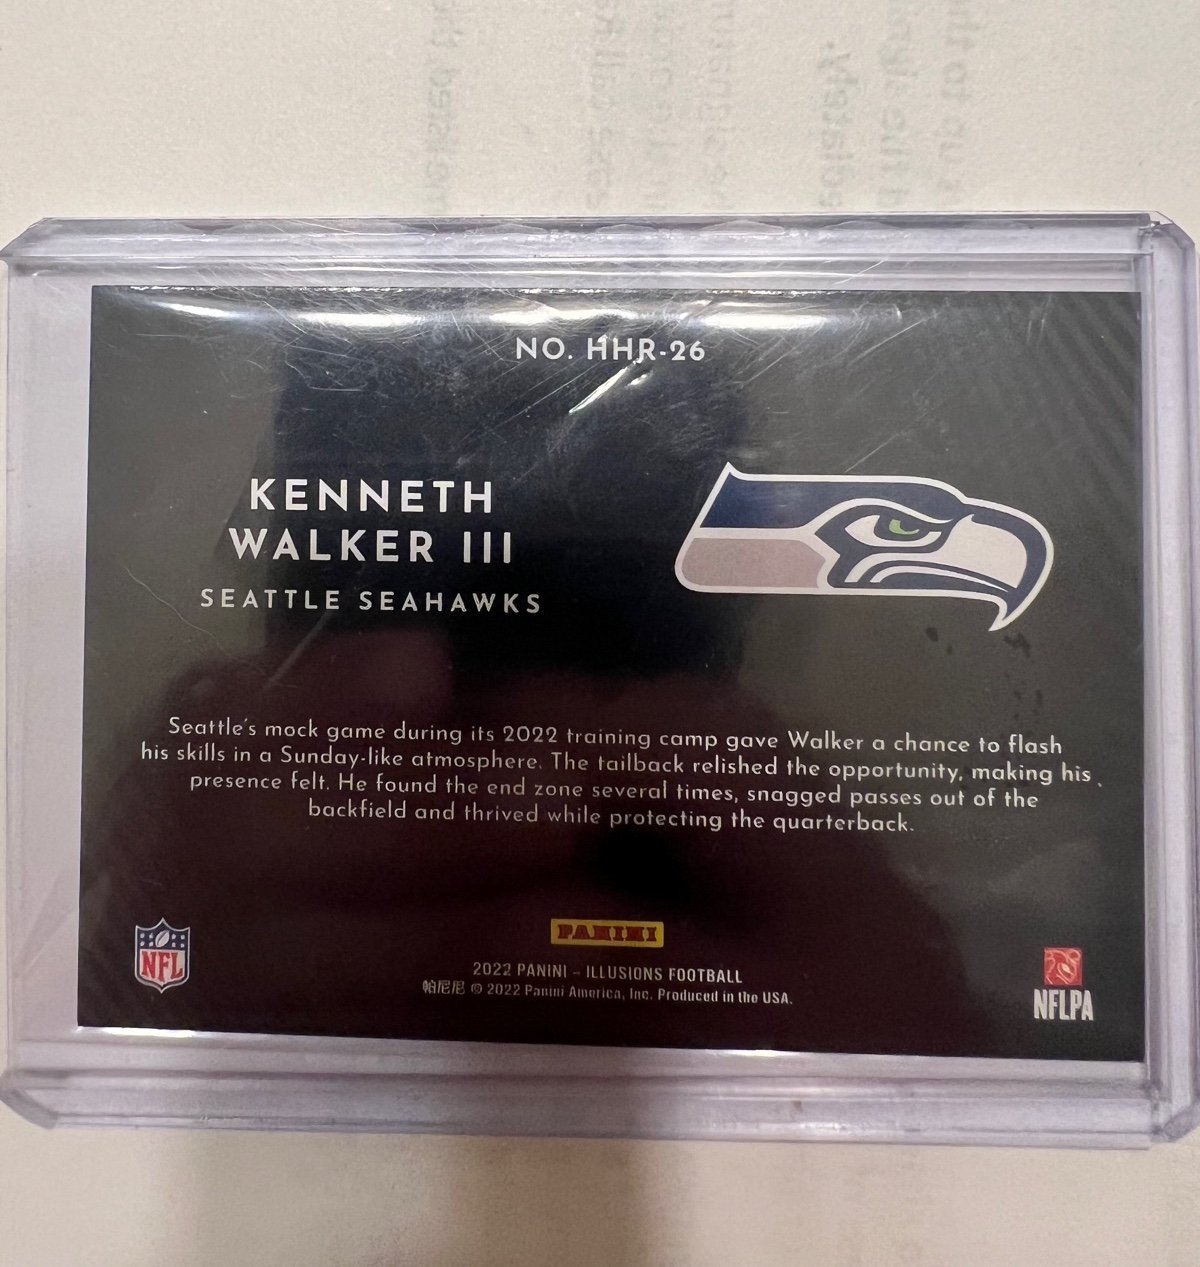 NO. HHR-26
KENNETH
WALKER III
SEATTLE SEAHAWKS
Seattle's mock game during its 2022 training camp gave Walker a chance to flash
his skills in a Sunday-like atmosphere. The tailback relished the opportunity, making his
presence felt. He found the end zone several times, snagged passes out of the
backfield and thrived while protecting the quarterback.
NFL
PANINI
2022 PANINI – ILLUSIONS FOOTBALL
帕尼尼 © 2022 Panini America, Inc. Produced in the USA.
NFLPA